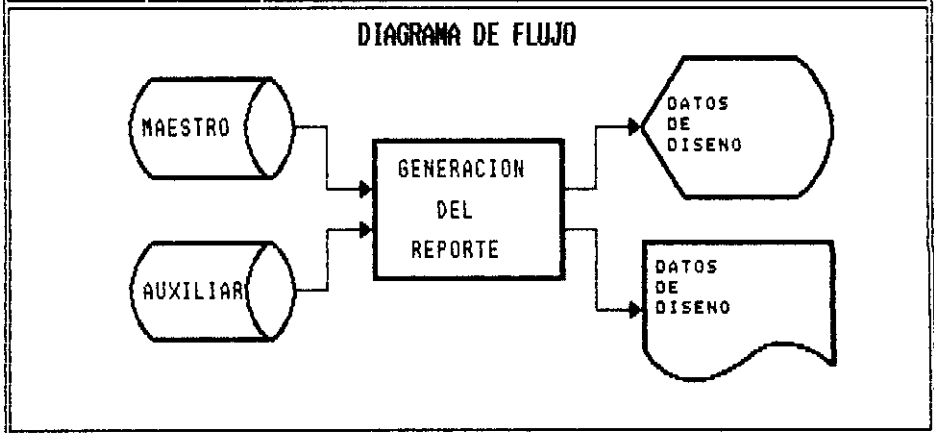 DIAGRAMA DE FLUJO
MAESTRO
AUXILIAR
GENERACION
DEL
REPORTE
DATOS
DE
DISENO
DATOS
DE
DISENO